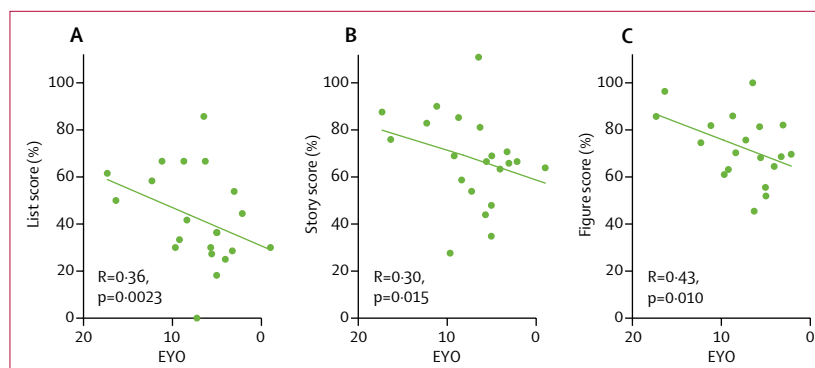 A
List score (%)
100
80
60
40
20
0
R=0·36,
p=0·0023
20
10
0
EYO
B
Story score (%)
100
80
60
40
20
0
R=0·30,
p=0·015
20
10
0
EYO
C
Figure score (%)
100
80
60
40
20
0
R=0·43,
p=0·010
20
10
0
EYO